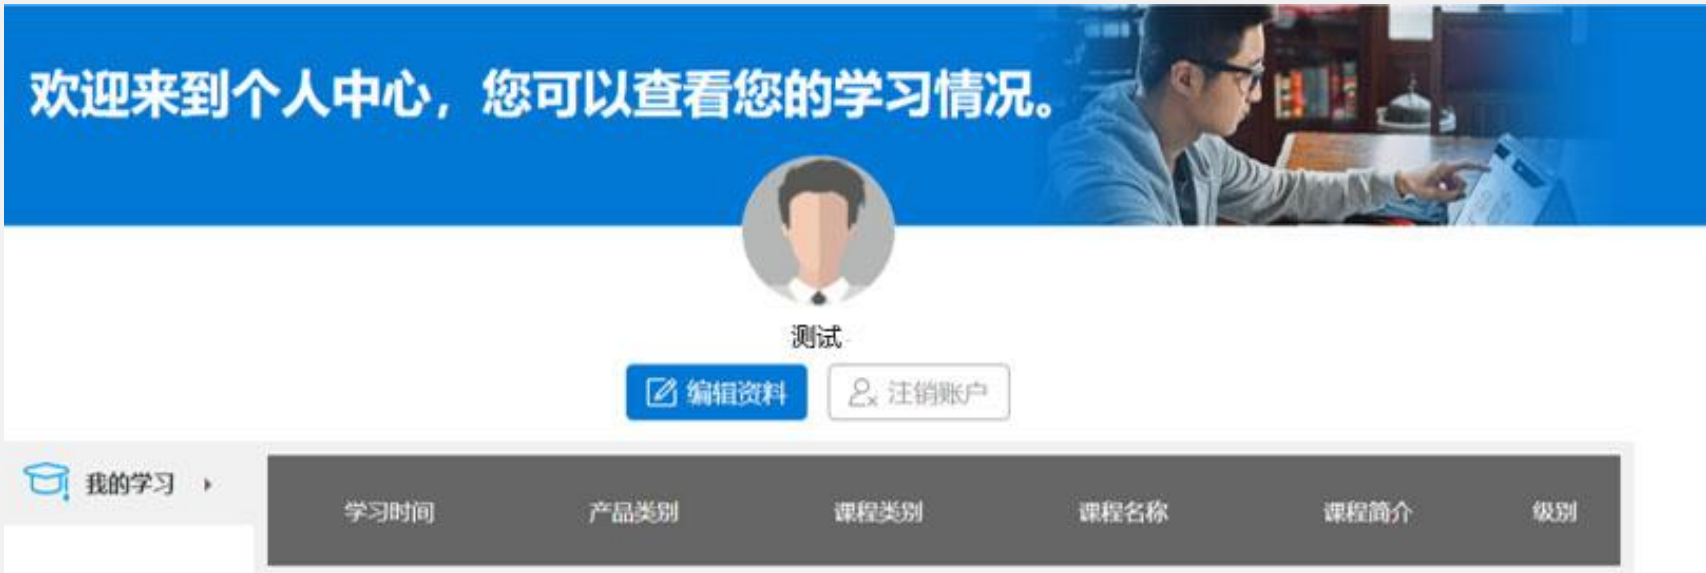 欢迎来到个人中心，您可以查看您的学习情况。
测试
编辑资料
注销账户
我的学习
学习时间 产品类别 课程类别 课程名称 课程简介 级别